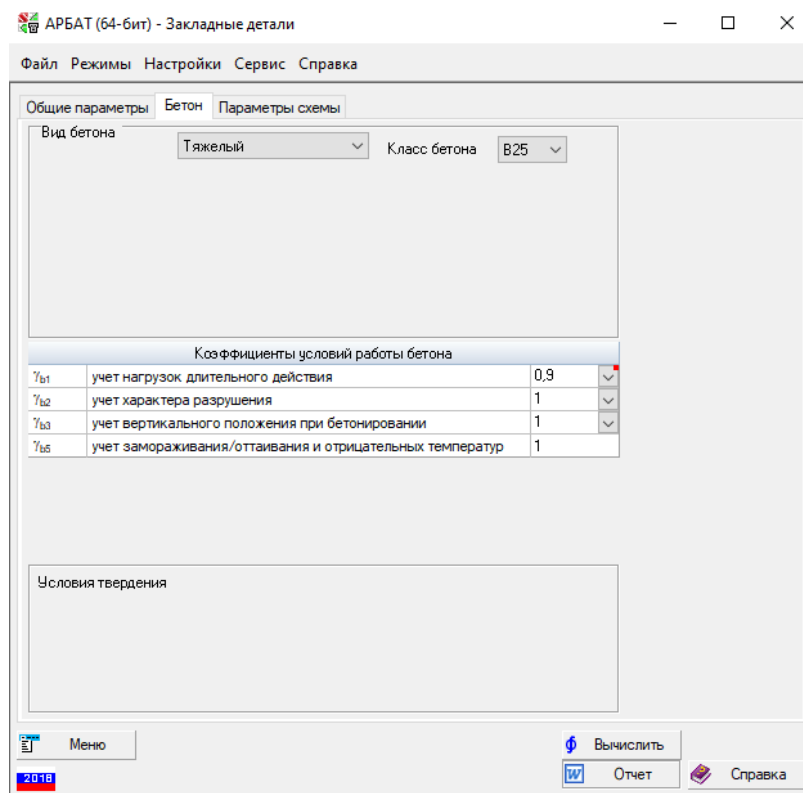 АРБАТ (64-бит) - Закладные детали
Файл Режимы Настройки Сервис Справка
Общие параметры Бетон Параметры схемы
Вид бетона Тяжелый Класс бетона B25
Коэффициенты условий работы бетона
γb1 учет нагрузок длительного действия 0,9
γb2 учет характера разрушения 1
γb3 учет вертикального положения при бетонировании 1
γb5 учет замораживания/оттаивания и отрицательных температур 1
Условия твердения
Меню ϕ Вычислить
2016 W Отчет Справка